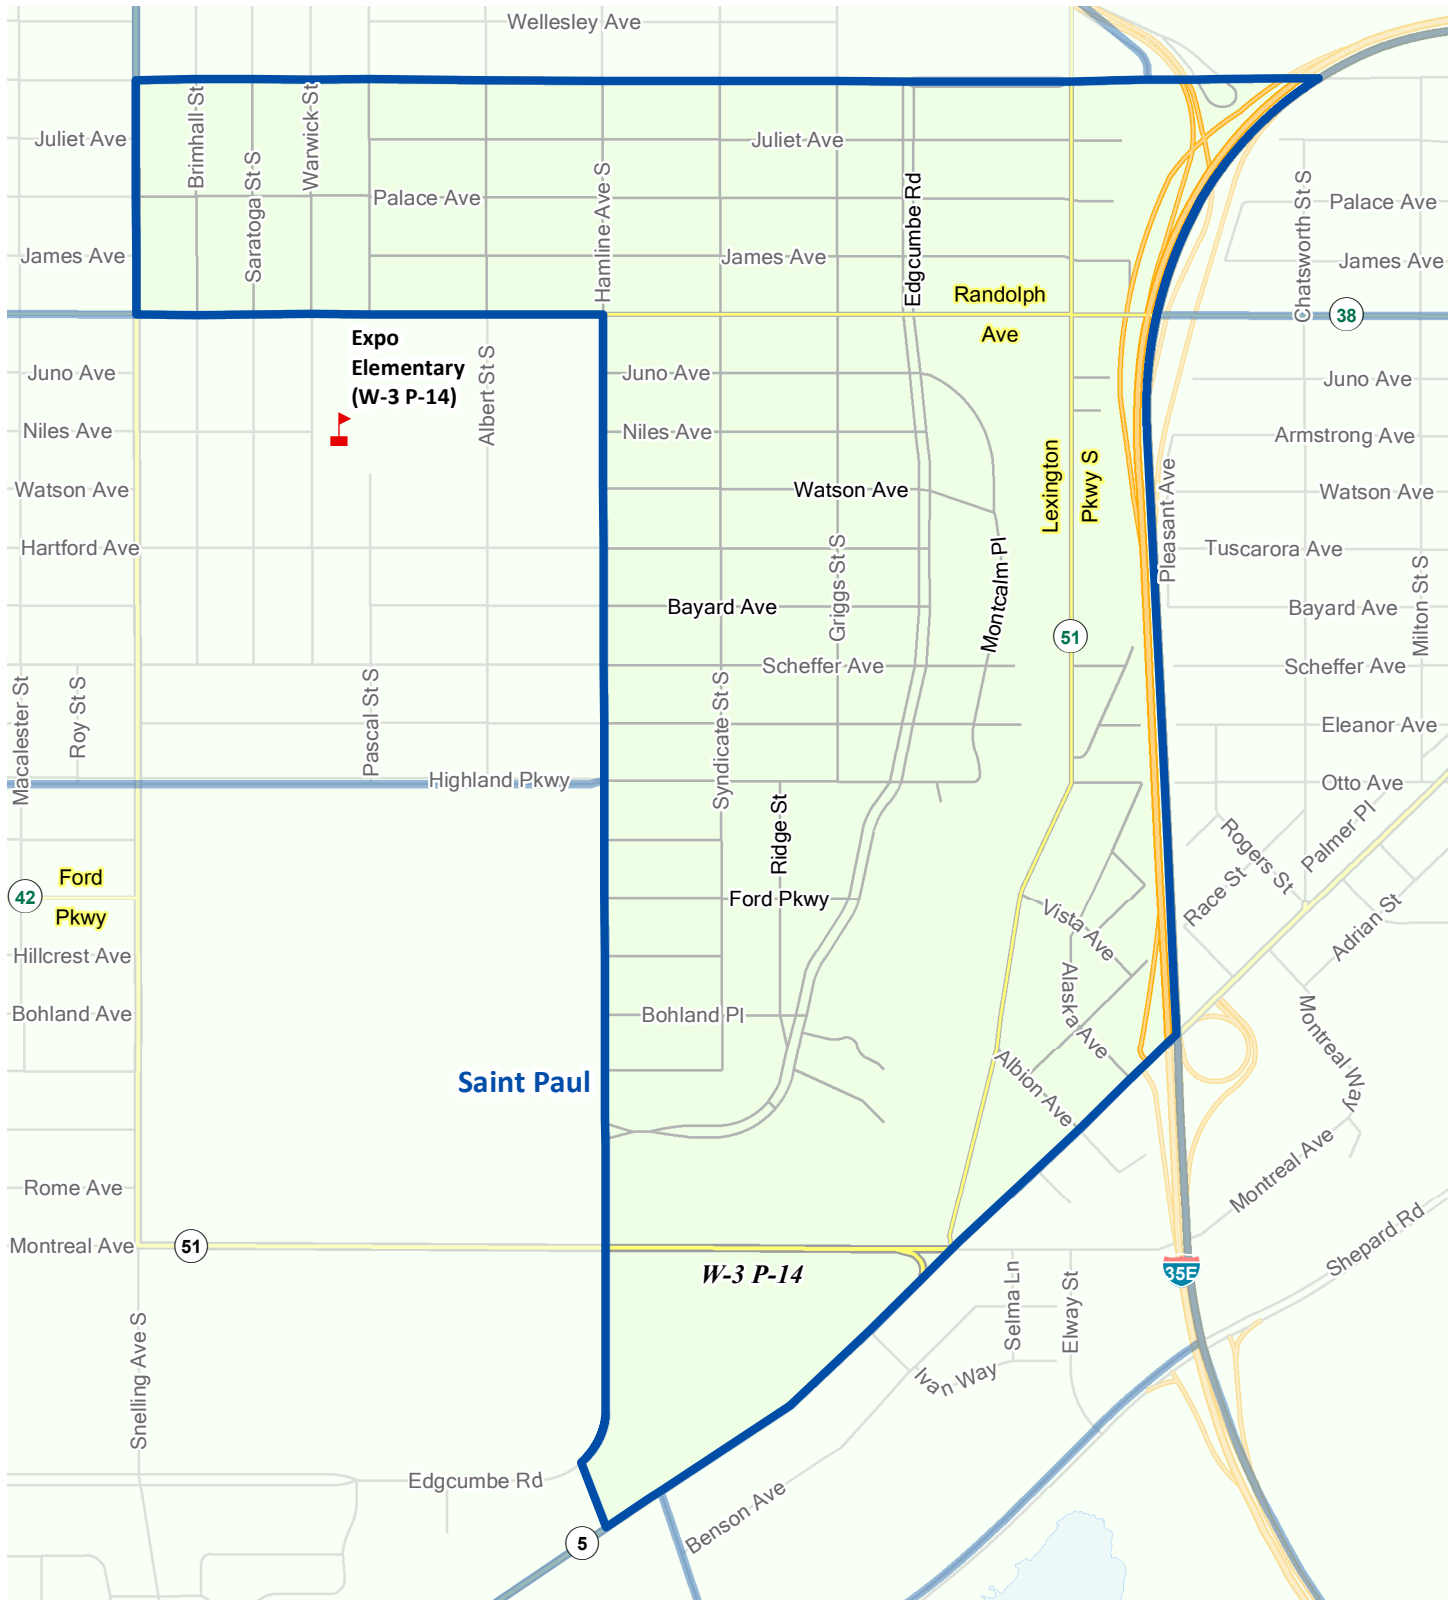 Wellesley Ave
Juliet Ave
Brimhall St
Saratoga St S
Warwick St
Hamline Ave S
Juliet Ave
Edgcumbe Rd
Chatsworth St S
Palace Ave
Palace Ave
James Ave
James Ave
James Ave
Randolph
Ave
38
Expo
Elementary
(W-3 P-14)
Albert St S
Juno Ave
Juno Ave
Juno Ave
Niles Ave
Niles Ave
Armstrong Ave
Watson Ave
Watson Ave
Watson Ave
Lexington
Pkwy S
Pleasant Ave
Hartford Ave
Griggs St S
Montcalm Pl
Tuscarora Ave
Milton St S
Bayard Ave
Bayard Ave
51
Scheffer Ave
Scheffer Ave
Macalester St
Roy St S
Pascal St S
Syndicate St S
Eleanor Ave
Highland Pkwy
Otto Ave
Ridge St
Rogers St
Palmer Pl
Race St
Adrian St
42
Ford
Pkwy
Ford Pkwy
Vista Ave
Hillcrest Ave
Alaska Ave
Bohland Ave
Bohland Pl
Montreal Way
Saint Paul
Albion Ave
Rome Ave
Montreal Ave
Montreal Ave
51
W-3 P-14
Shepard Rd
35E
Selma Ln
Elway St
Snelling Ave S
Ivan Way
Edgcumbe Rd
Benson Ave
5